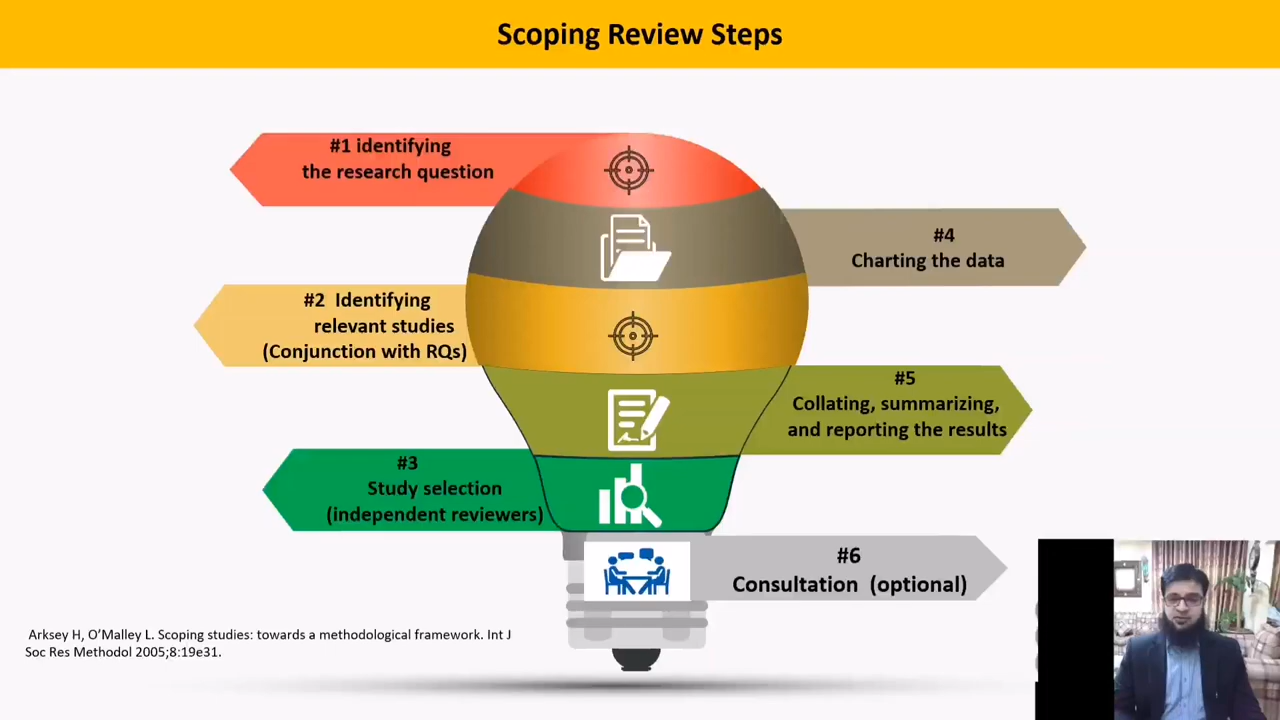 Scoping Review Steps
#1 identifying
the research question
#2 Identifying
relevant studies
(Conjunction with RQs)
#3
Study selection
(independent reviewers)
#4
Charting the data
#5
Collating, summarizing,
and reporting the results
#6
Consultation (optional)
Arksey H, O’Malley L. Scoping studies: towards a methodological framework. Int J
Soc Res Methodol 2005;8:19e31.